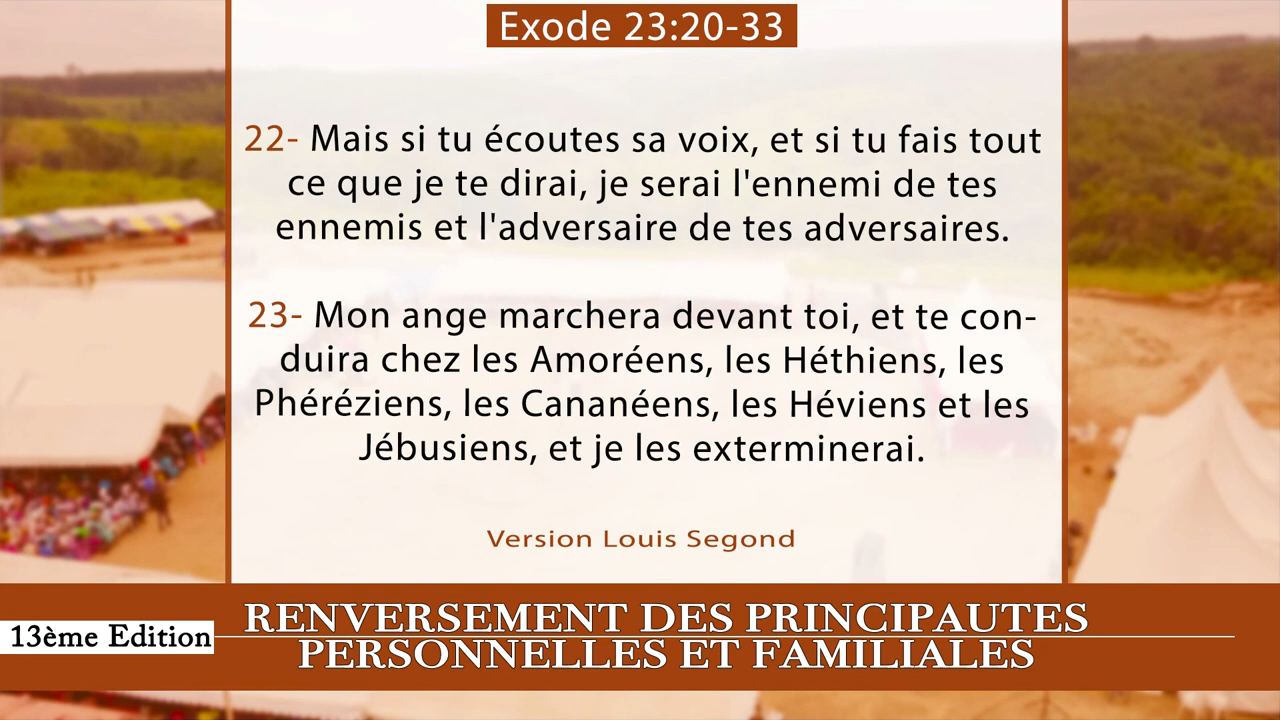 Exode 23:20-33
22- Mais si tu écoutes sa voix, et si tu fais tout
ce que je te dirai, je serai l'ennemi de tes
ennemis et l'adversaire de tes adversaires.
23- Mon ange marchera devant toi, et te con-
duira chez les Amoréens, les Héthiens, les
Phéréziens, les Cananéens, les Héviens et les
Jébusiens, et je les exterminerai.
Version Louis Segond
13ème Edition
RENVERSEMENT DES PRINCIPAUTES
PERSONNELLES ET FAMILIALES